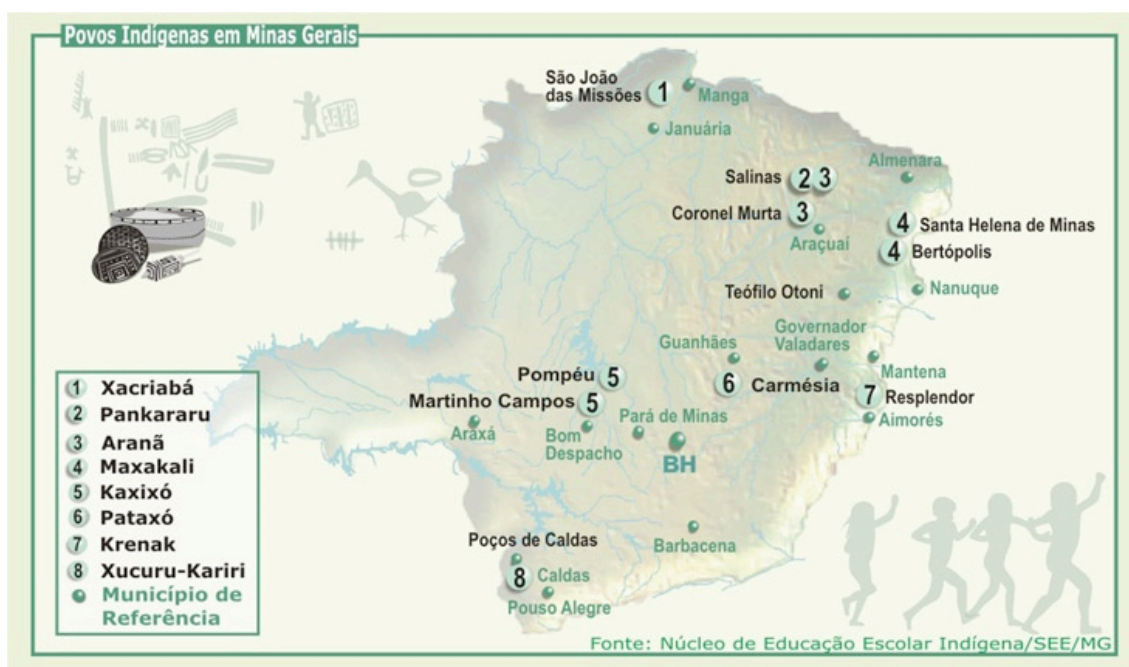 Povos Indígenas em Minas Gerais
São João
das Missões
1
Manga
Januária
Almenara
Salinas
2
3
Coronel Murta
3
Araçuaí
4
Santa Helena de Minas
4
Bertópolis
Teófilo Otoni
Nanuque
Guanhães
Governador
Valadares
Mantena
Pompéu
5
6
Carmésia
7
Resplendor
Martinho Campos
5
Pará de Minas
Aimorés
Araxá
Bom
Despacho
BH
Poços de Caldas
Barbacena
8
Caldas
Pouso Alegre
1 Xacriabá
2 Pankararu
3 Aranã
4 Maxakali
5 Kaxixó
6 Pataxó
7 Krenak
8 Xucuru-Kariri
Município de
Referência
Fonte: Núcleo de Educação Escolar Indígena/SEE/MG